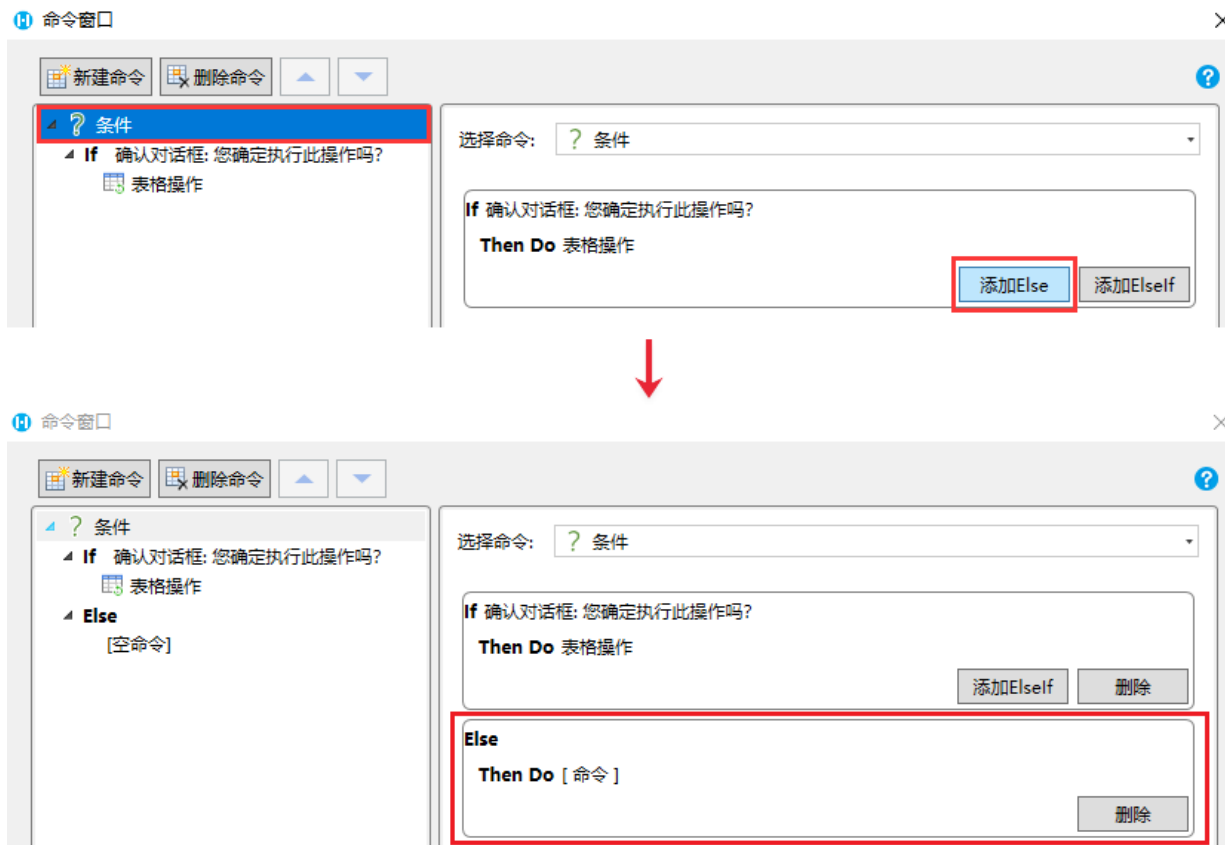 命令窗口
新建命令 删除命令
条件
If 确认对话框: 您确定执行此操作吗?
表格操作
选择命令: ? 条件
If 确认对话框: 您确定执行此操作吗?
Then Do 表格操作
添加Else 添加ElseIf
命令窗口
新建命令 删除命令
? 条件
If 确认对话框: 您确定执行此操作吗?
表格操作
Else
[空命令]
选择命令: ? 条件
If 确认对话框: 您确定执行此操作吗?
Then Do 表格操作
添加ElseIf 删除
Else
Then Do [ 命令 ]
删除